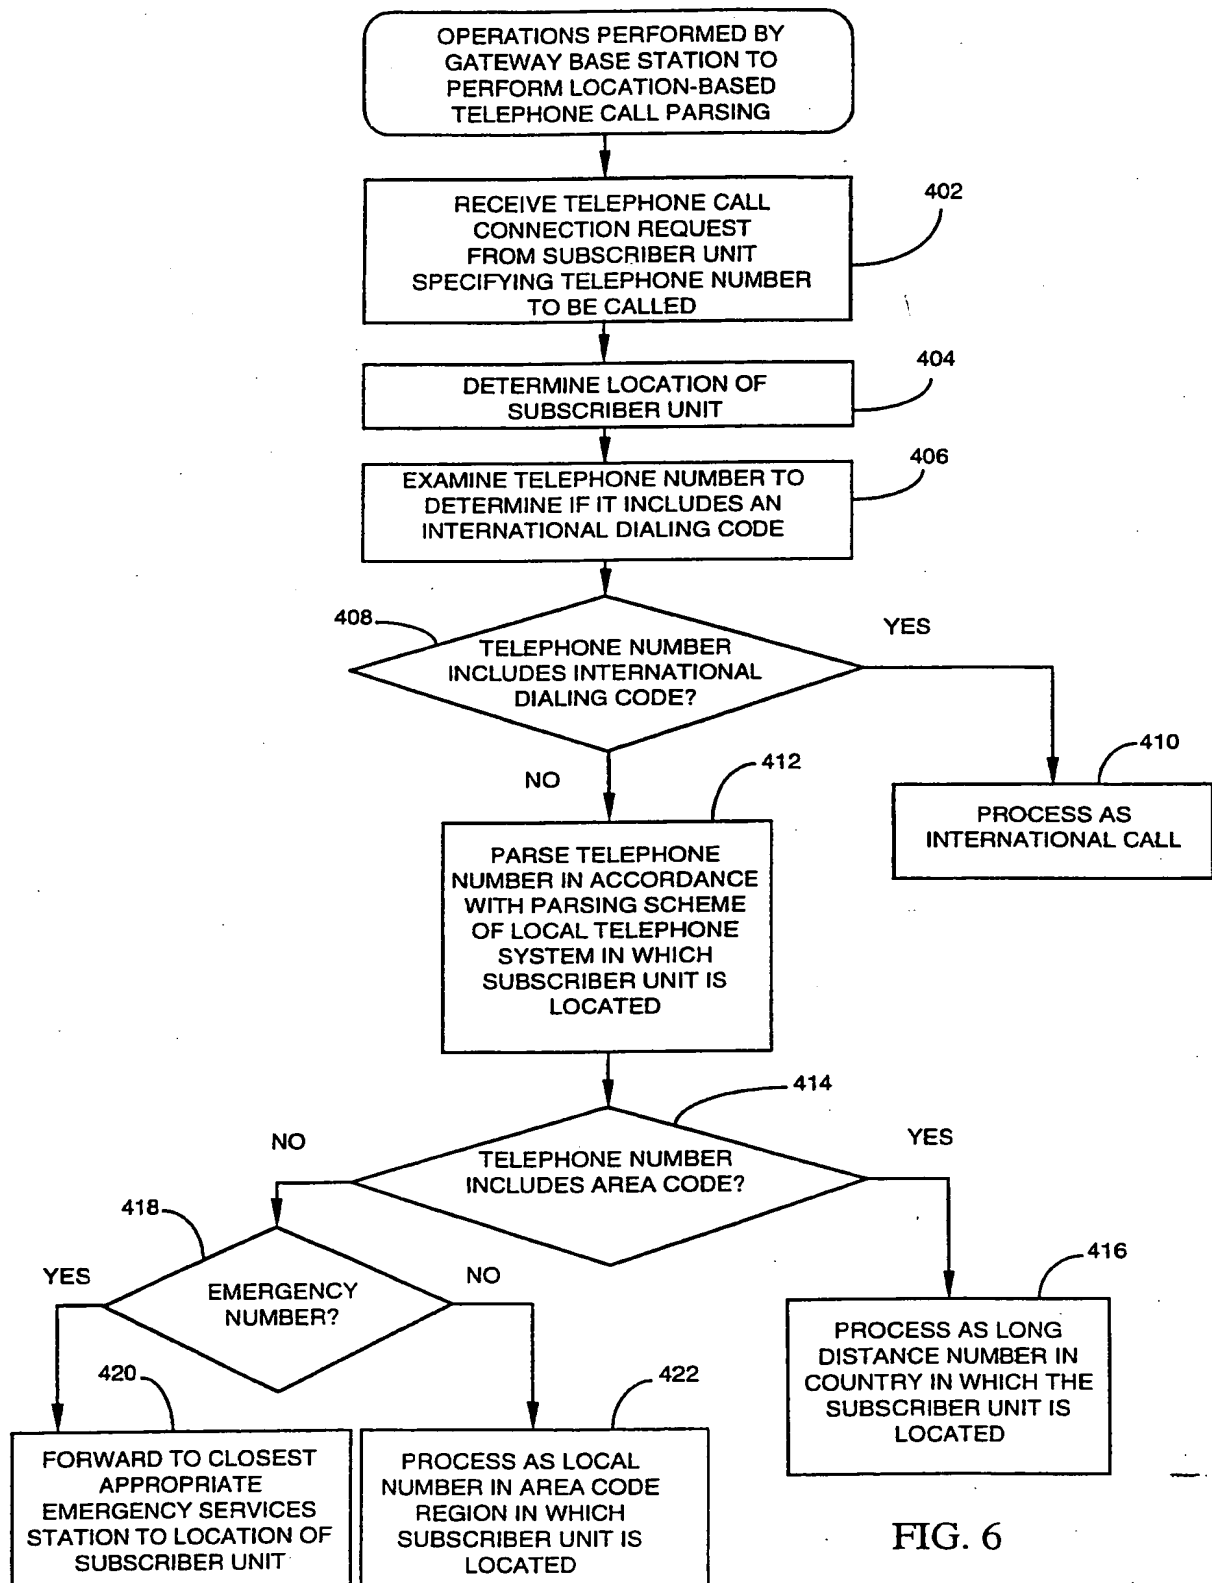 OPERATIONS PERFORMED BY
GATEWAY BASE STATION TO
PERFORM LOCATION-BASED
TELEPHONE CALL PARSING
402
RECEIVE TELEPHONE CALL
CONNECTION REQUEST
FROM SUBSCRIBER UNIT
SPECIFYING TELEPHONE NUMBER
TO BE CALLED
404
DETERMINE LOCATION OF
SUBSCRIBER UNIT
406
EXAMINE TELEPHONE NUMBER TO
DETERMINE IF IT INCLUDES AN
INTERNATIONAL DIALING CODE
408
YES
TELEPHONE NUMBER
INCLUDES INTERNATIONAL
DIALING CODE?
NO
412
410
PROCESS AS
INTERNATIONAL CALL
PARSE TELEPHONE
NUMBER IN ACCORDANCE
WITH PARSING SCHEME
OF LOCAL TELEPHONE
SYSTEM IN WHICH
SUBSCRIBER UNIT IS
LOCATED
414
NO
YES
TELEPHONE NUMBER
INCLUDES AREA CODE?
418
YES
NO
EMERGENCY
NUMBER?
416
PROCESS AS LONG
DISTANCE NUMBER IN
COUNTRY IN WHICH THE
SUBSCRIBER UNIT IS
LOCATED
420
422
FORWARD TO CLOSEST
APPROPRIATE
EMERGENCY SERVICES
STATION TO LOCATION OF
SUBSCRIBER UNIT
PROCESS AS LOCAL
NUMBER IN AREA CODE
REGION IN WHICH
SUBSCRIBER UNIT IS
LOCATED
FIG. 6